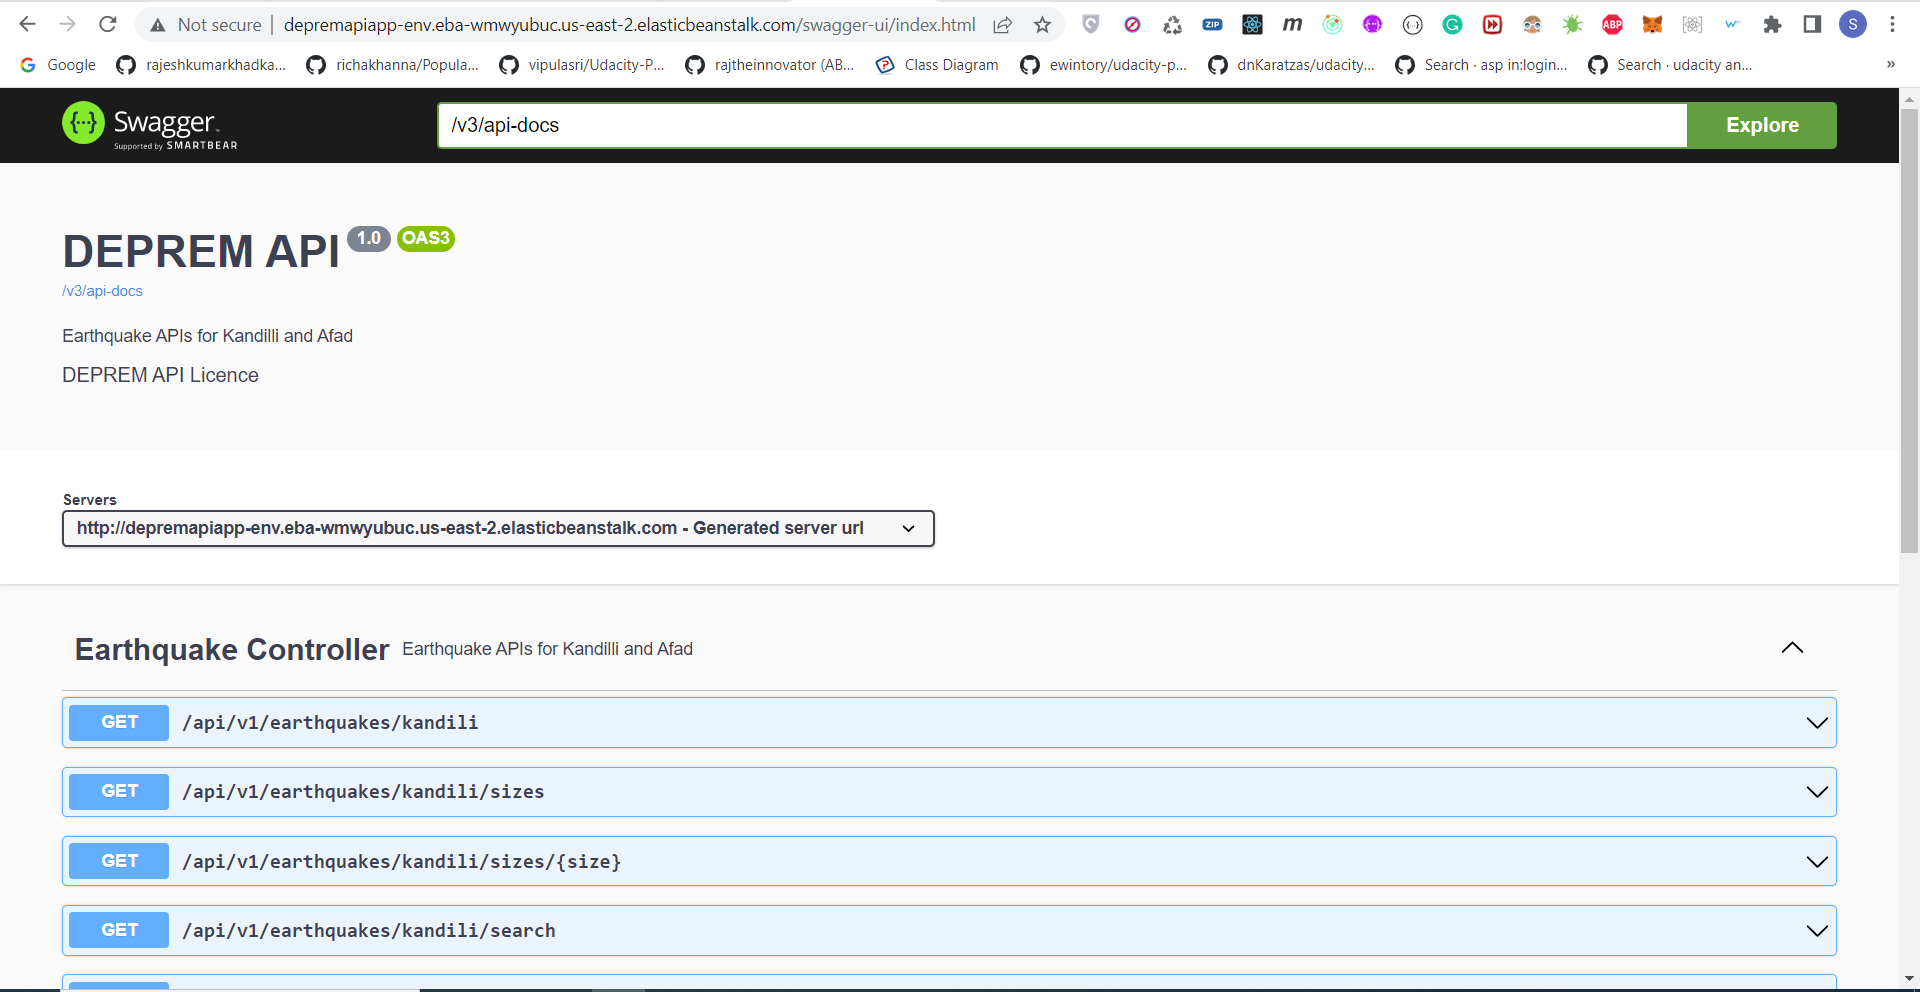 Not secure | depremapiapp-env.eba-wmwyubuc.us-east-2.elasticbeanstalk.com/swagger-ui/index.html
ZIP
m
ABP
w
S
Google
rajeshkumarkhadka...
richakhanna/Popula...
vipulasri/Udacity-P...
rajtheinnovator (AB...
Class Diagram
ewintory/udacity-p...
dnKaratzas/udacity...
Search · asp in:login...
Search · udacity an...
»
{···} Swagger
Supported by SMARTBEAR
/v3/api-docs
Explore
DEPREM API 1.0 OAS3
/v3/api-docs
Earthquake APIs for Kandilli and Afad
DEPREM API Licence
Servers
http://depremapiapp-env.eba-wmwyubuc.us-east-2.elasticbeanstalk.com - Generated server url
Earthquake Controller Earthquake APIs for Kandilli and Afad
GET /api/v1/earthquakes/kandili
GET /api/v1/earthquakes/kandili/sizes
GET /api/v1/earthquakes/kandili/sizes/{size}
GET /api/v1/earthquakes/kandili/search